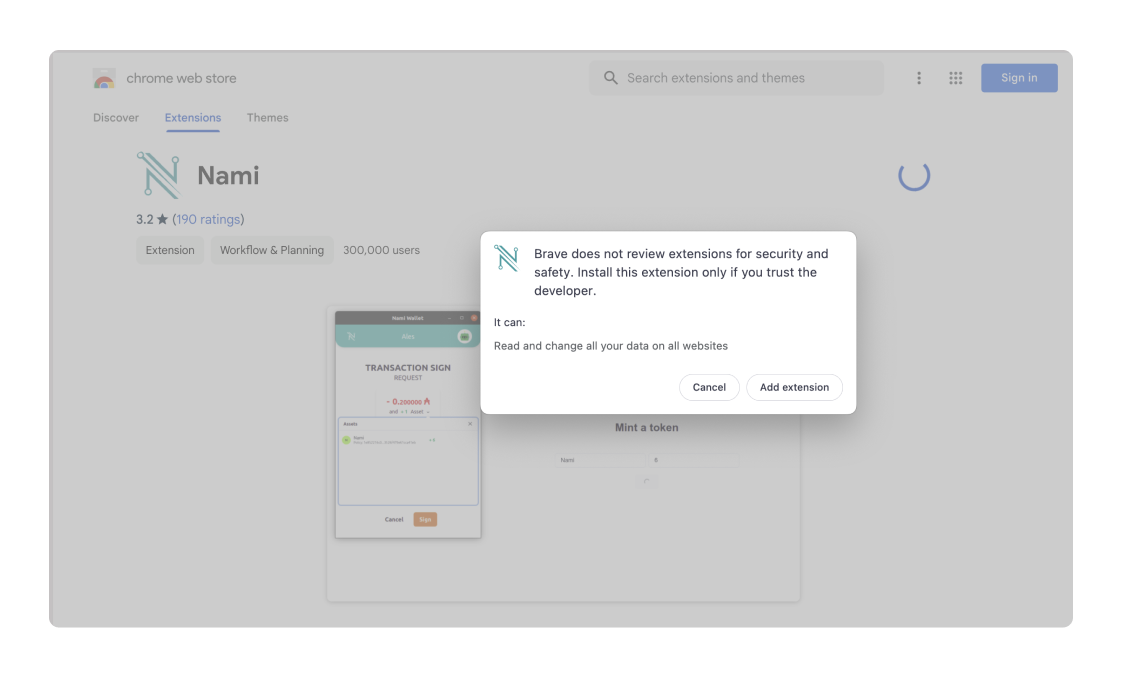 chrome web store
Search extensions and themes
Sign in
Discover
Extensions
Themes
Nami
3.2 ★ (190 ratings)
Extension
Workflow & Planning
300,000 users
Brave does not review extensions for security and
safety. Install this extension only if you trust the
developer.
It can:
Read and change all your data on all websites
Cancel
Add extension
Nami Wallet
Alex
TRANSACTION SIGN
REQUEST
- 0.200000 ₳
Asset
Assets
Nami
Cancel
Sign
Mint a token
Nami